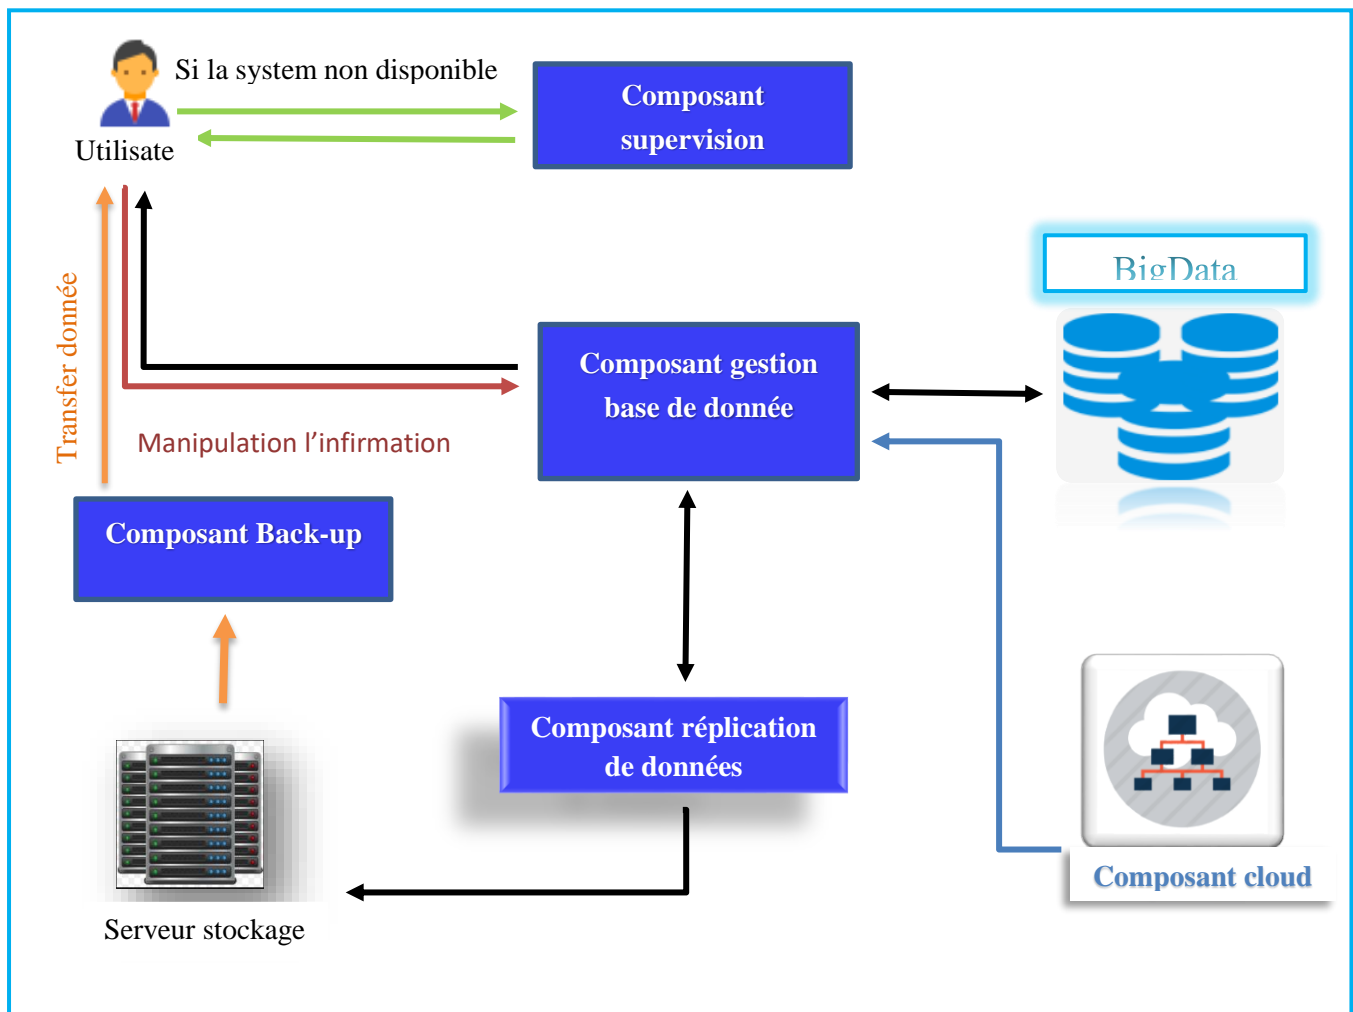 Si la system non disponible
Utilisate
Composant
supervision
BigData
Transfer donnée
Composant gestion
base de donnée
Manipulation l’infirmation
Composant Back-up
Composant réplication
de données
Composant cloud
Serveur stockage